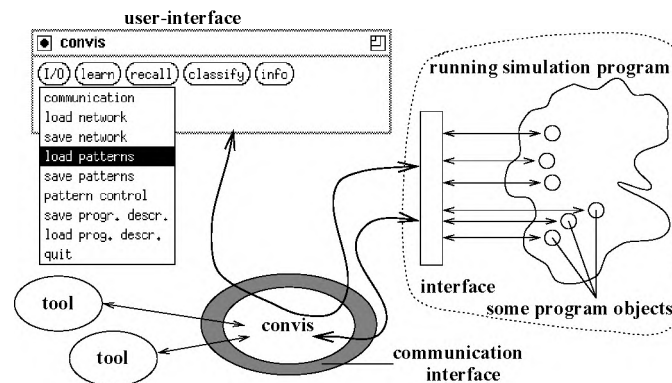 user-interface
convis
I/O learn recall classify info
communication
load network
save network
load patterns
save patterns
pattern control
save progr. descr.
load prog. descr.
quit
running simulation program
interface
some program objects
tool
tool
convis
communication
interface